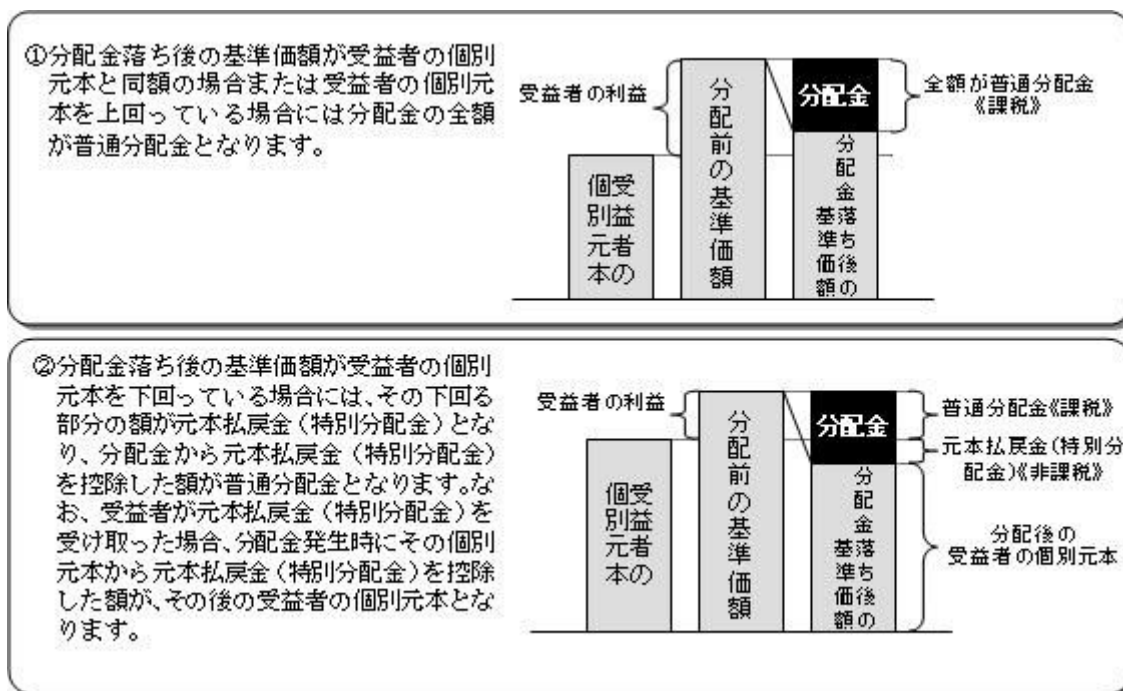 ①分配金落ち後の基準価額が受益者の個別
元本と同額の場合または受益者の個別元
本を上回っている場合には分配金の全額
が普通分配金となります。
受益者の利益
受益者の
個別元本
分配前の基準価額
分配金
分配金落ち後の
基準価額
全額が普通分配金
《課税》
②分配金落ち後の基準価額が受益者の個別
元本を下回っている場合には、その下回る
部分の額が元本払戻金(特別分配金)とな
り、分配金から元本払戻金(特別分配金)
を控除した額が普通分配金となります。な
お、受益者が元本払戻金(特別分配金)を
受け取った場合、分配金発生時にその個別
元本から元本払戻金(特別分配金)を控除
した額が、その後の受益者の個別元本とな
ります。
受益者の利益
受益者の
個別元本
分配前の基準価額
分配金
分配金落ち後の
基準価額
普通分配金《課税》
元本払戻金(特別分
配金)《非課税》
分配後の
受益者の個別元本